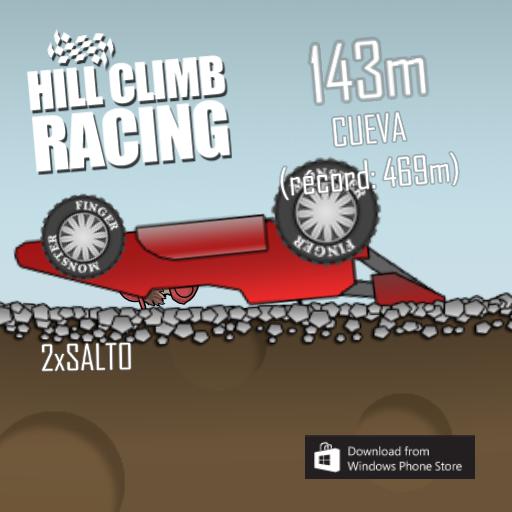 HILL CLIMB
RACING
143m
CUEVA
(récord: 469m)
MONSTER FINGER
FINGER
2xSALTO
Download from
Windows Phone Store